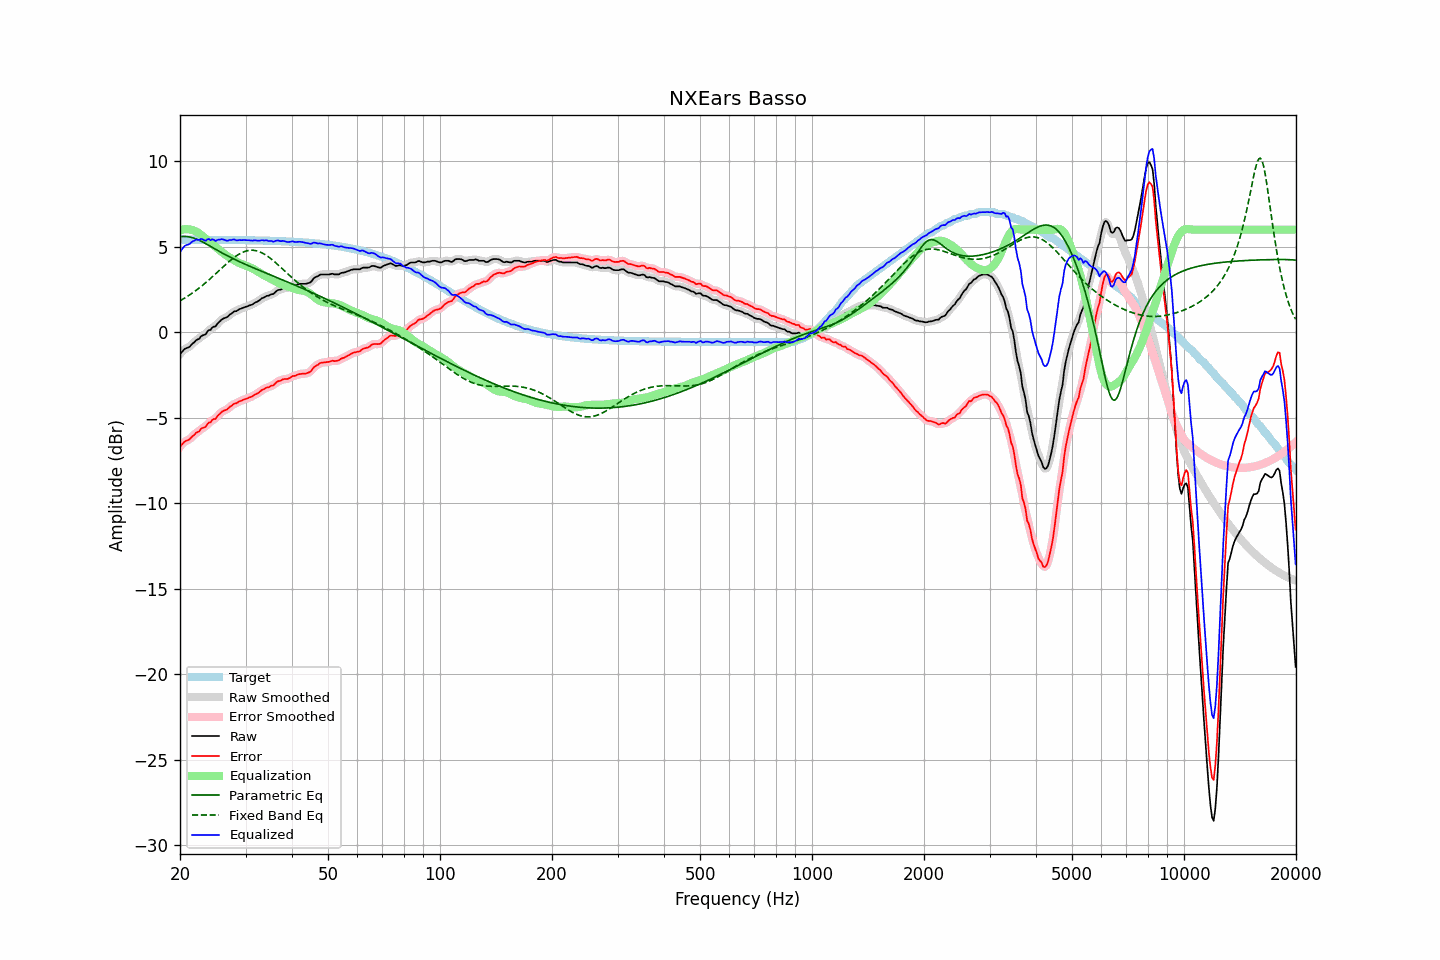 NXEars Basso
Amplitude (dBr)
10
5
0
−5
−10
−15
−20
−25
−30
Target
Raw Smoothed
Error Smoothed
Raw
Error
Equalization
Parametric Eq
Fixed Band Eq
Equalized
20 50 100 200 500 1000 2000 5000 10000 20000
Frequency (Hz)